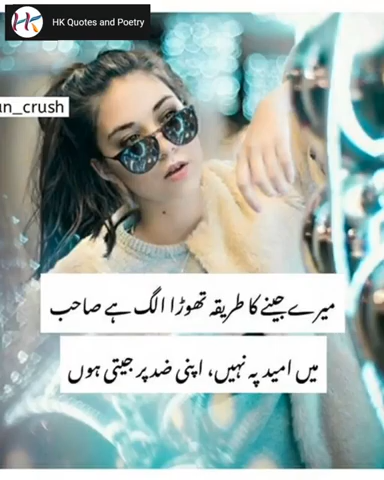 HK Quotes and Poetry
n_crush
میرے جینے کا طریقہ تھوڑا الگ ہے صاحب
میں امید پہ نہیں، اپنی ضد پر جیتی ہوں